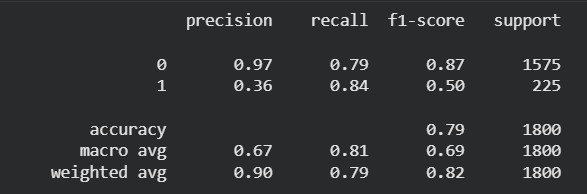 precision recall f1-score support
0 0.97 0.79 0.87 1575
1 0.36 0.84 0.50 225
accuracy 0.79 1800
macro avg 0.67 0.81 0.69 1800
weighted avg 0.90 0.79 0.82 1800